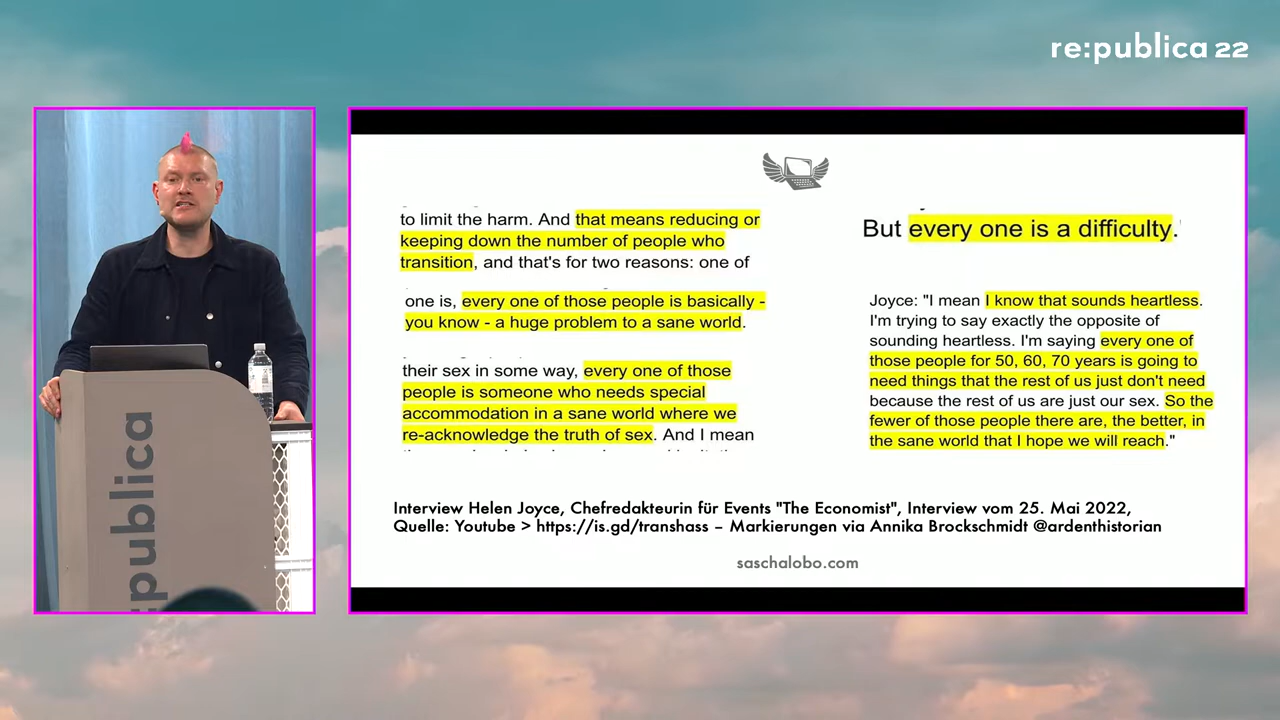 re:publica 22
to limit the harm. And that means reducing or
keeping down the number of people who
transition, and that's for two reasons: one of
one is, every one of those people is basically -
you know - a huge problem to a sane world.
their sex in some way, every one of those
people is someone who needs special
accommodation in a sane world where we
re-acknowledge the truth of sex. And I mean
But every one is a difficulty.
Joyce: "I mean I know that sounds heartless.
I'm trying to say exactly the opposite of
sounding heartless. I'm saying every one of
those people for 50, 60, 70 years is going to
need things that the rest of us just don't need
because the rest of us are just our sex. So the
fewer of those people there are, the better, in
the sane world that I hope we will reach."
Interview Helen Joyce, Chefredakteurin für Events "The Economist", Interview vom 25. Mai 2022,
Quelle: Youtube > https://is.gd/transhass – Markierungen via Annika Brockschmidt @ardenthistorian
saschalobo.com
re:publica